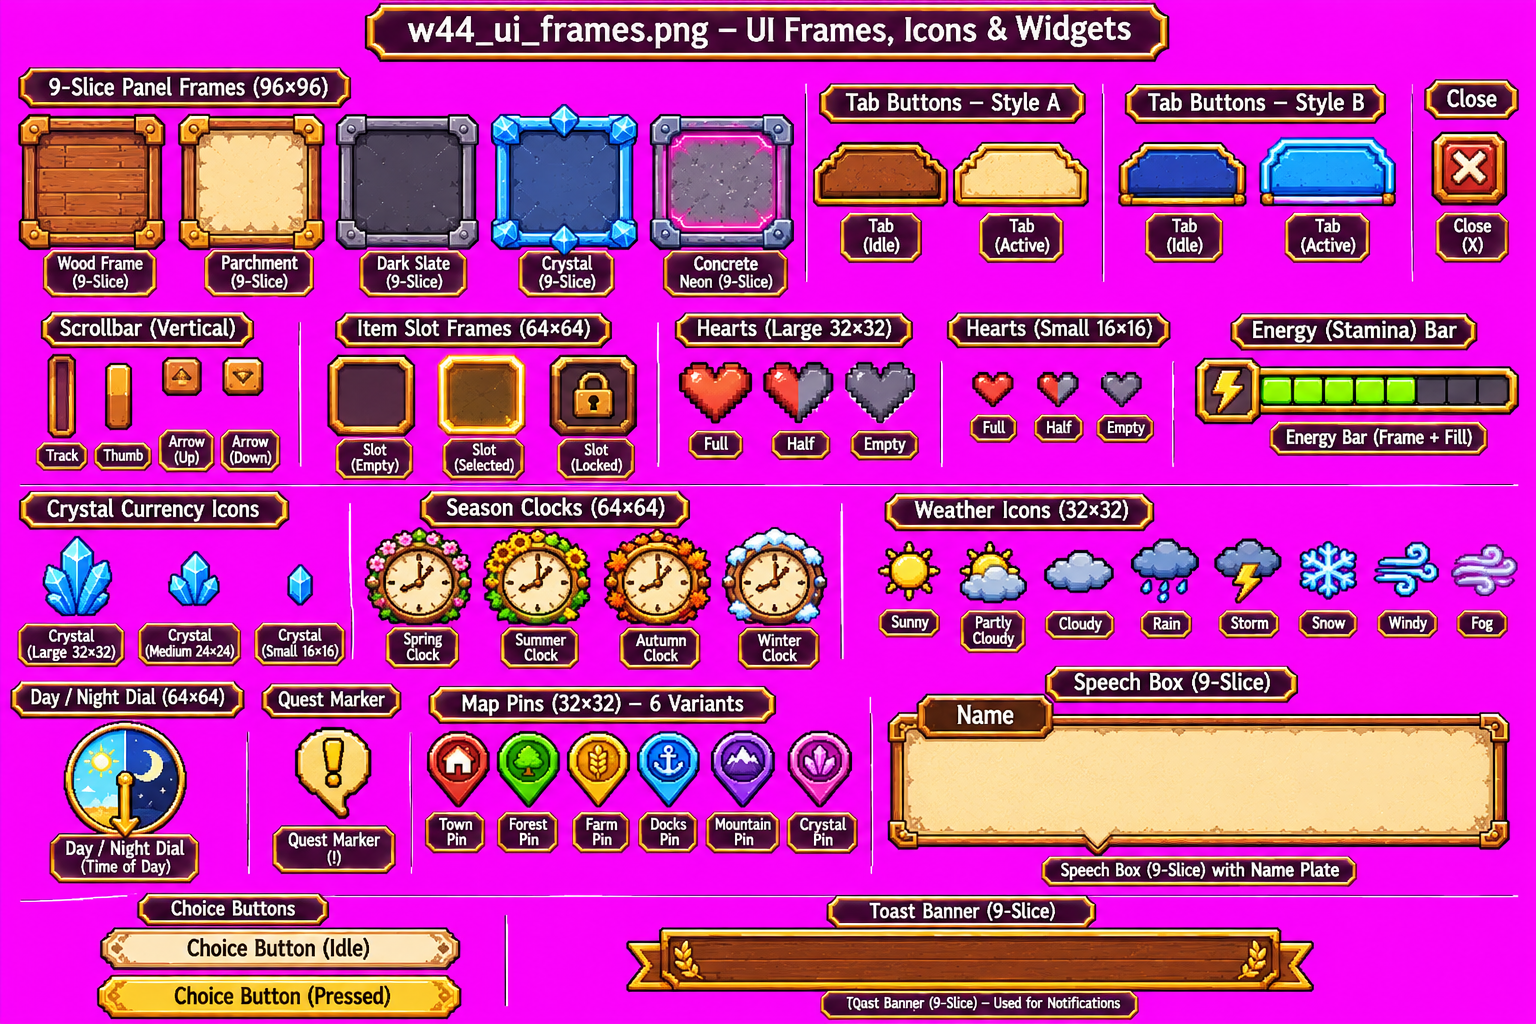 w44_ui_frames.png – UI Frames, Icons & Widgets
9-Slice Panel Frames (96×96)
Tab Buttons – Style A
Tab Buttons – Style B
Close
Wood Frame
(9-Slice)
Parchment
(9-Slice)
Dark Slate
(9-Slice)
Crystal
(9-Slice)
Concrete
Neon (9-Slice)
Tab
(Idle)
Tab
(Active)
Tab
(Idle)
Tab
(Active)
Close
(X)
Scrollbar (Vertical)
Item Slot Frames (64×64)
Hearts (Large 32×32)
Hearts (Small 16×16)
Energy (Stamina) Bar
Track
Thumb
Arrow
(Up)
Arrow
(Down)
Slot
(Empty)
Slot
(Selected)
Slot
(Locked)
Full
Half
Empty
Full
Half
Empty
Energy Bar (Frame + Fill)
Crystal Currency Icons
Season Clocks (64×64)
Weather Icons (32×32)
Crystal
(Large 32×32)
Crystal
(Medium 24×24)
Crystal
(Small 16×16)
Spring
Clock
Summer
Clock
Autumn
Clock
Winter
Clock
Sunny
Partly
Cloudy
Cloudy
Rain
Storm
Snow
Windy
Fog
Day / Night Dial (64×64)
Quest Marker
Map Pins (32×32) – 6 Variants
Speech Box (9-Slice)
Name
!
Day / Night Dial
(Time of Day)
Quest Marker
(!)
Town
Pin
Forest
Pin
Farm
Pin
Docks
Pin
Mountain
Pin
Crystal
Pin
Speech Box (9-Slice) with Name Plate
Choice Buttons
Choice Button (Idle)
Choice Button (Pressed)
Toast Banner (9-Slice)
Toast Banner (9-Slice) – Used for Notifications